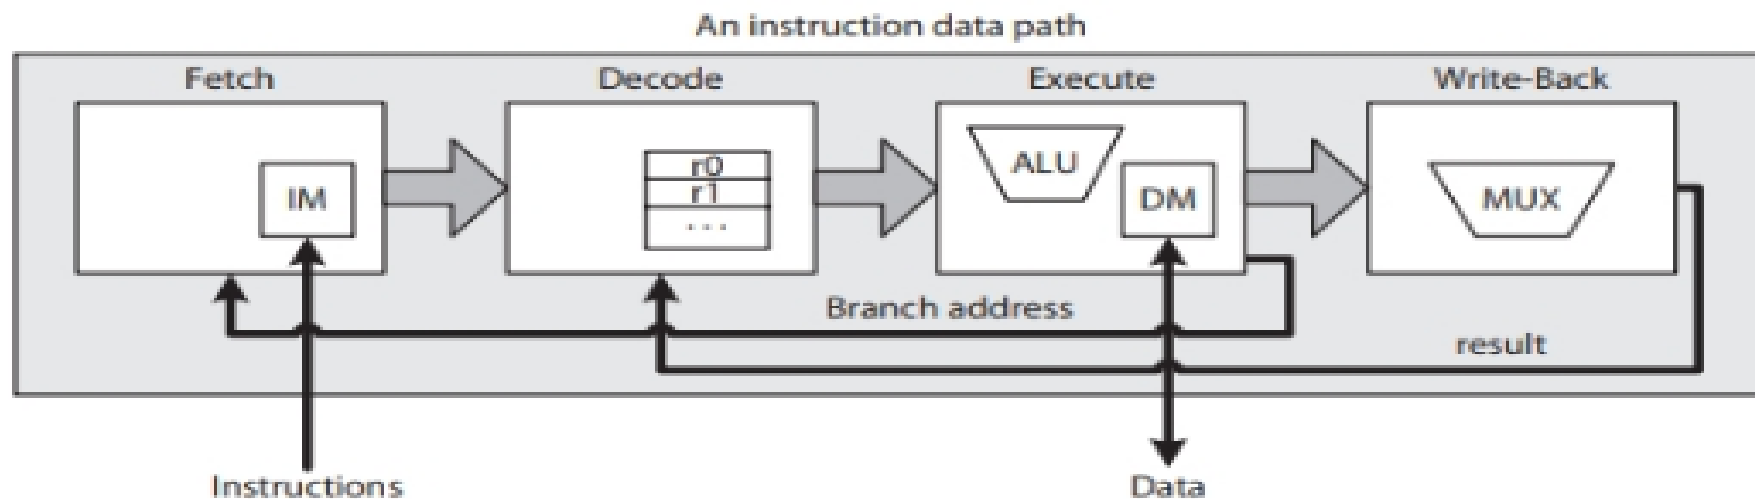 An instruction data path
Fetch
Decode
Execute
Write-Back
IM
r0
r1
...
ALU
DM
MUX
Branch address
result
Instructions
Data